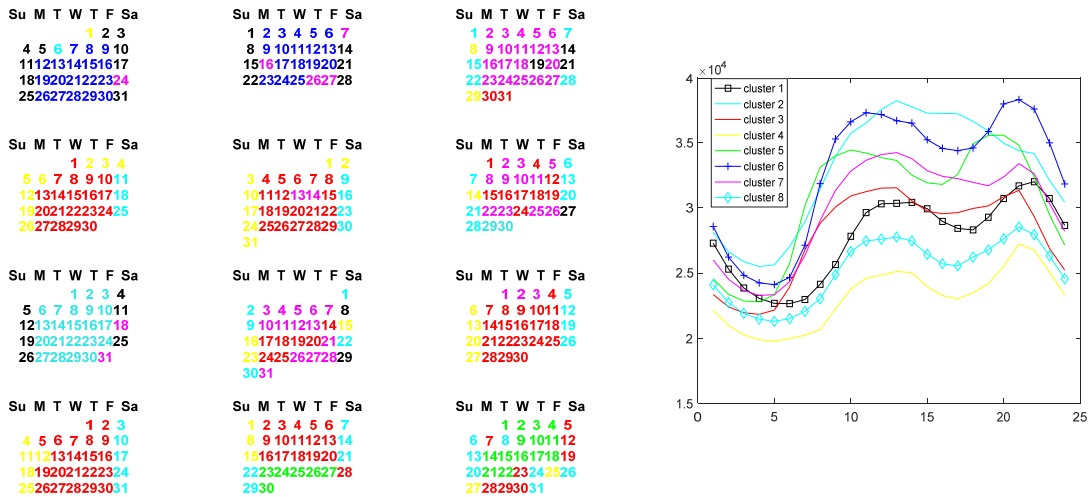 Su M T W T F Sa
1 2 3
4 5 6 7 8 9 10
11 12 13 14 15 16 17
18 19 20 21 22 23 24
25 26 27 28 29 30 31
Su M T W T F Sa
1 2 3 4 5 6 7
8 9 10 11 12 13 14
15 16 17 18 19 20 21
22 23 24 25 26 27 28
Su M T W T F Sa
1 2 3 4 5 6 7
8 9 10 11 12 13 14
15 16 17 18 19 20 21
22 23 24 25 26 27 28
29 30 31
Su M T W T F Sa
1 2 3 4
5 6 7 8 9 10 11
12 13 14 15 16 17 18
19 20 21 22 23 24 25
26 27 28 29 30
Su M T W T F Sa
1 2
3 4 5 6 7 8 9
10 11 12 13 14 15 16
17 18 19 20 21 22 23
24 25 26 27 28 29 30
31
Su M T W T F Sa
1 2 3 4 5 6
7 8 9 10 11 12 13
14 15 16 17 18 19 20
21 22 23 24 25 26 27
28 29 30
Su M T W T F Sa
1 2 3 4
5 6 7 8 9 10 11
12 13 14 15 16 17 18
19 20 21 22 23 24 25
26 27 28 29 30 31
Su M T W T F Sa
1
2 3 4 5 6 7 8
9 10 11 12 13 14 15
16 17 18 19 20 21 22
23 24 25 26 27 28 29
30 31
Su M T W T F Sa
1 2 3 4 5
6 7 8 9 10 11 12
13 14 15 16 17 18 19
20 21 22 23 24 25 26
27 28 29 30
Su M T W T F Sa
1 2 3
4 5 6 7 8 9 10
11 12 13 14 15 16 17
18 19 20 21 22 23 24
25 26 27 28 29 30 31
Su M T W T F Sa
1 2 3 4 5 6 7
8 9 10 11 12 13 14
15 16 17 18 19 20 21
22 23 24 25 26 27 28
29 30
Su M T W T F Sa
1 2 3 4 5
6 7 8 9 10 11 12
13 14 15 16 17 18 19
20 21 22 23 24 25 26
27 28 29 30 31
× 10⁴
4
3.5
3
2.5
2
1.5
cluster 1
cluster 2
cluster 3
cluster 4
cluster 5
cluster 6
cluster 7
cluster 8
0 5 10 15 20 25